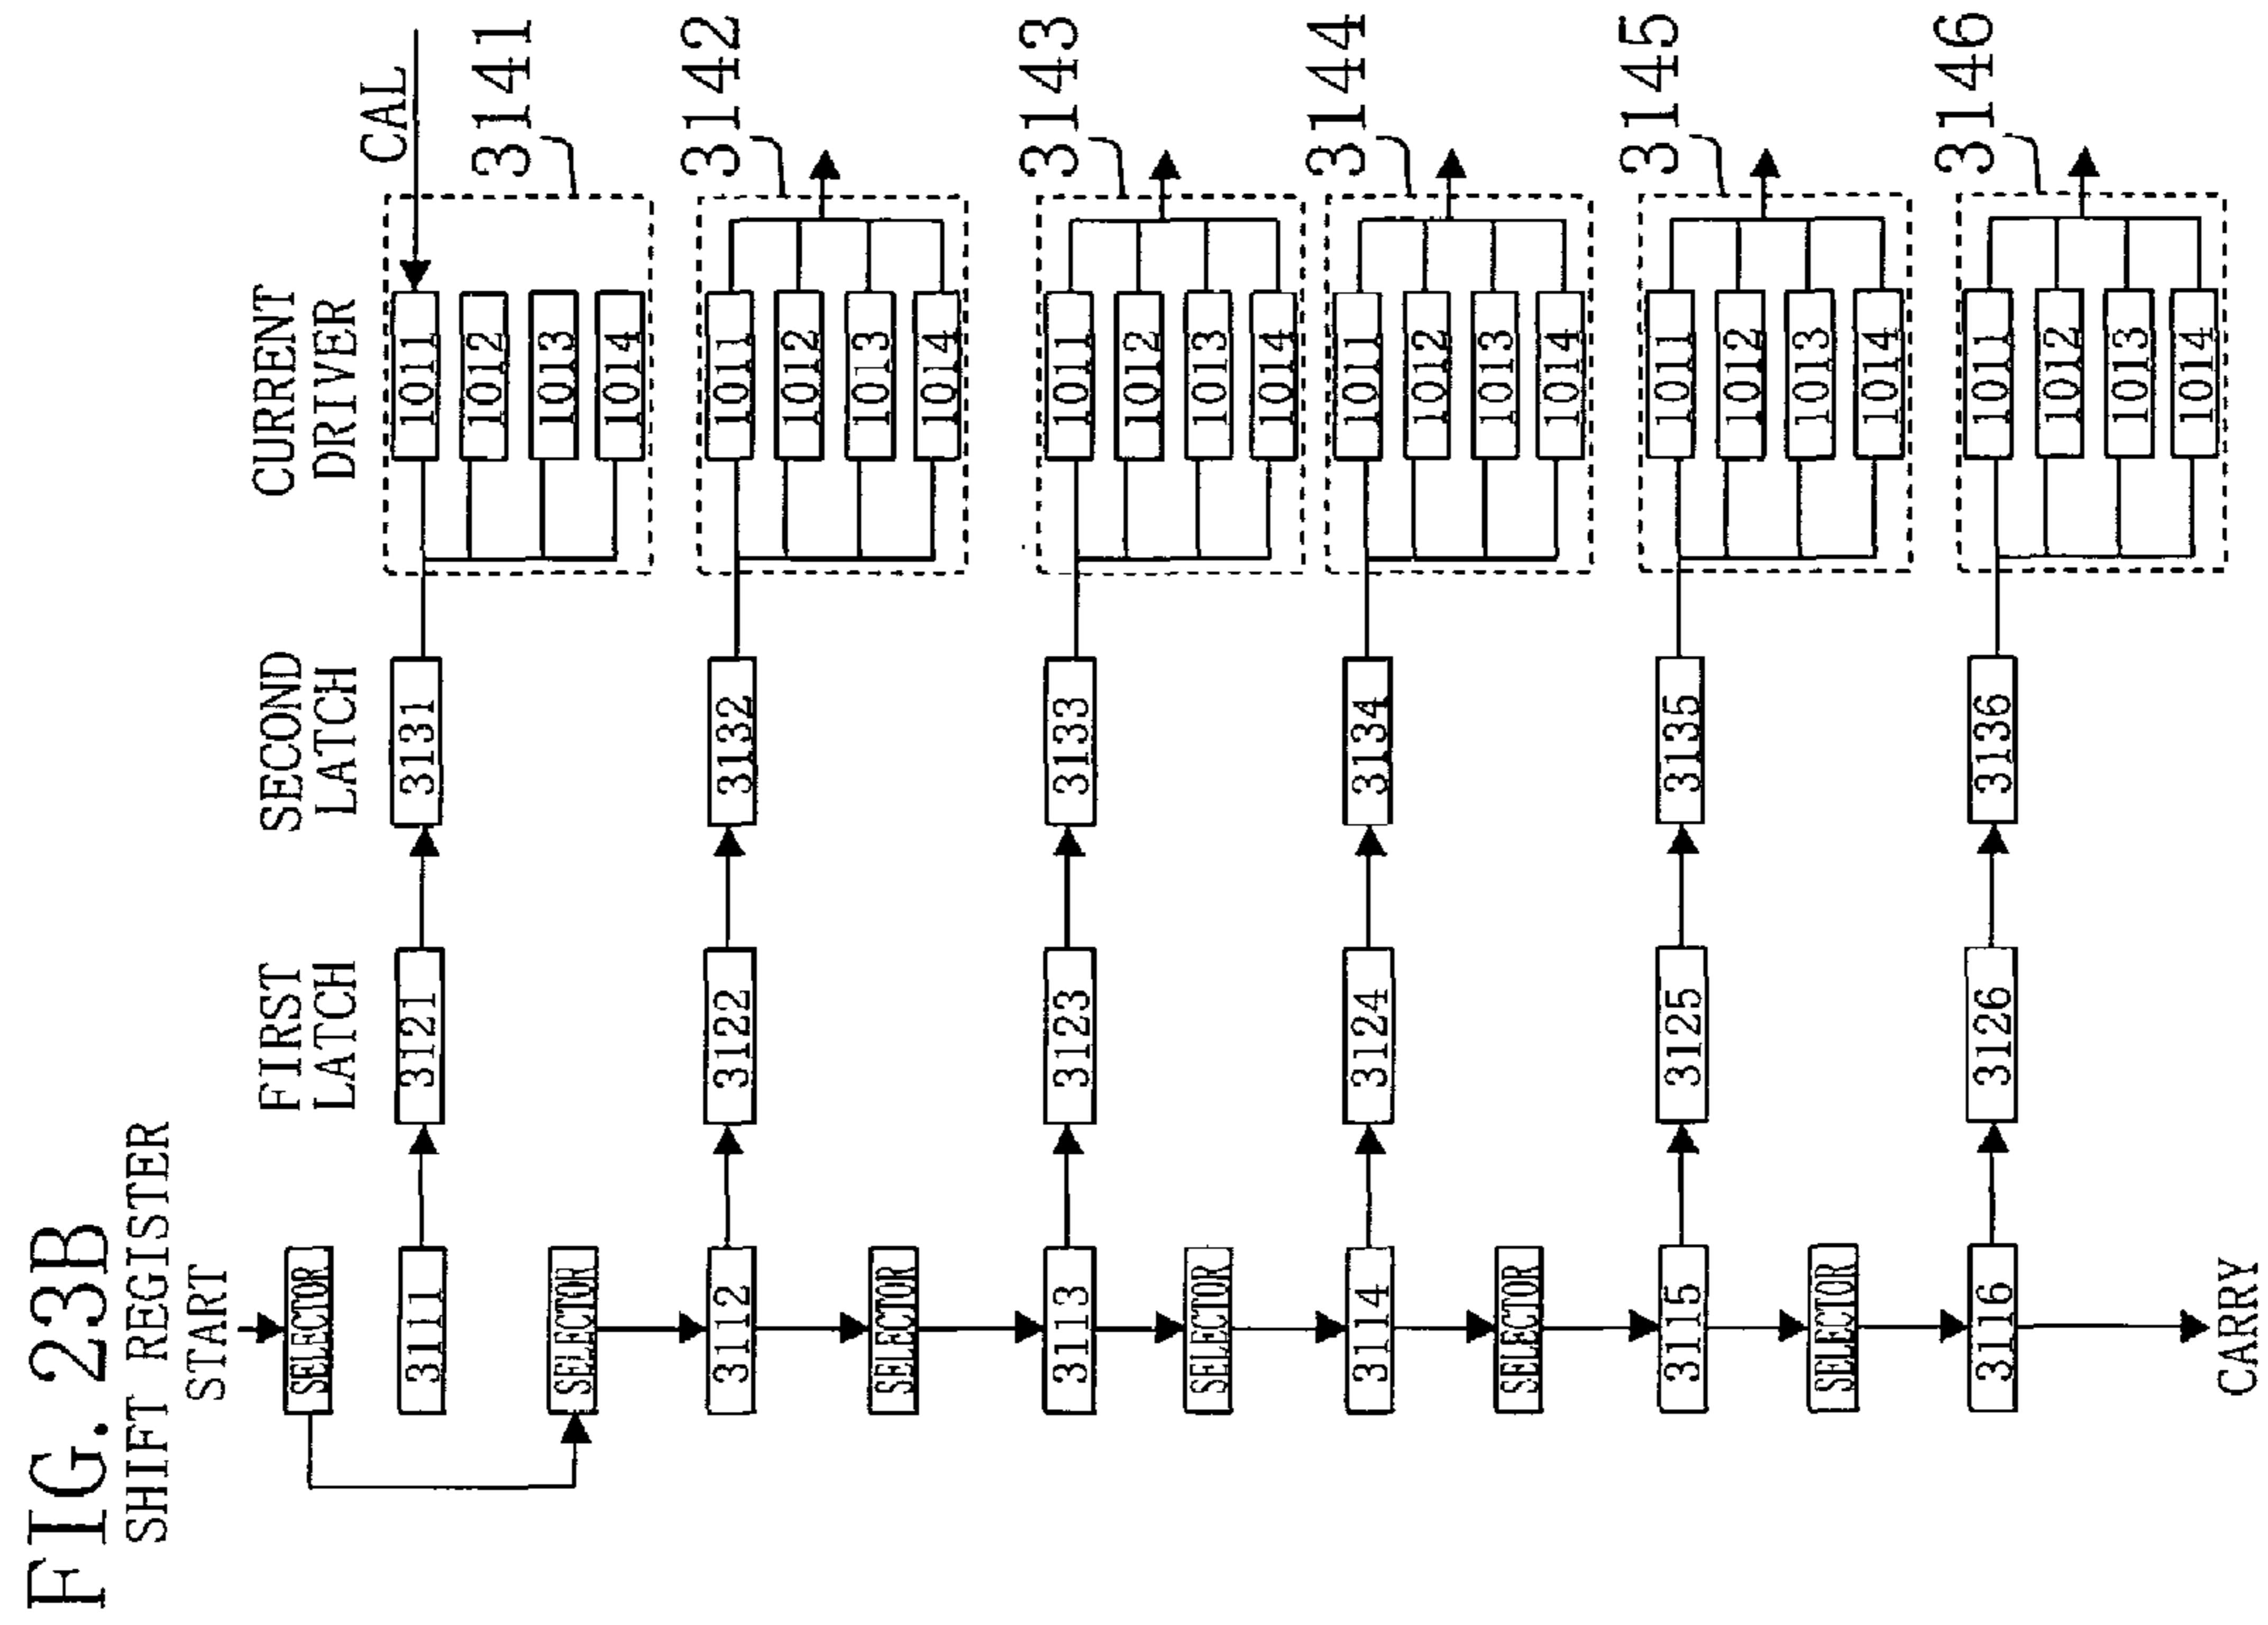 FIG. 23B
SHIFT REGISTER
START
FIRST
LATCH
SECOND
LATCH
CURRENT
DRIVER
CAL
SELECTOR
3111
3121
3131
1011
1012
1013
1014
3141
SELECTOR
3112
3122
3132
1011
1012
1013
1014
3142
SELECTOR
3113
3123
3133
1011
1012
1013
1014
3143
SELECTOR
3114
3124
3134
1011
1012
1013
1014
3144
SELECTOR
3115
3125
3135
1011
1012
1013
1014
3145
SELECTOR
3116
3126
3136
1011
1012
1013
1014
3146
CARRY